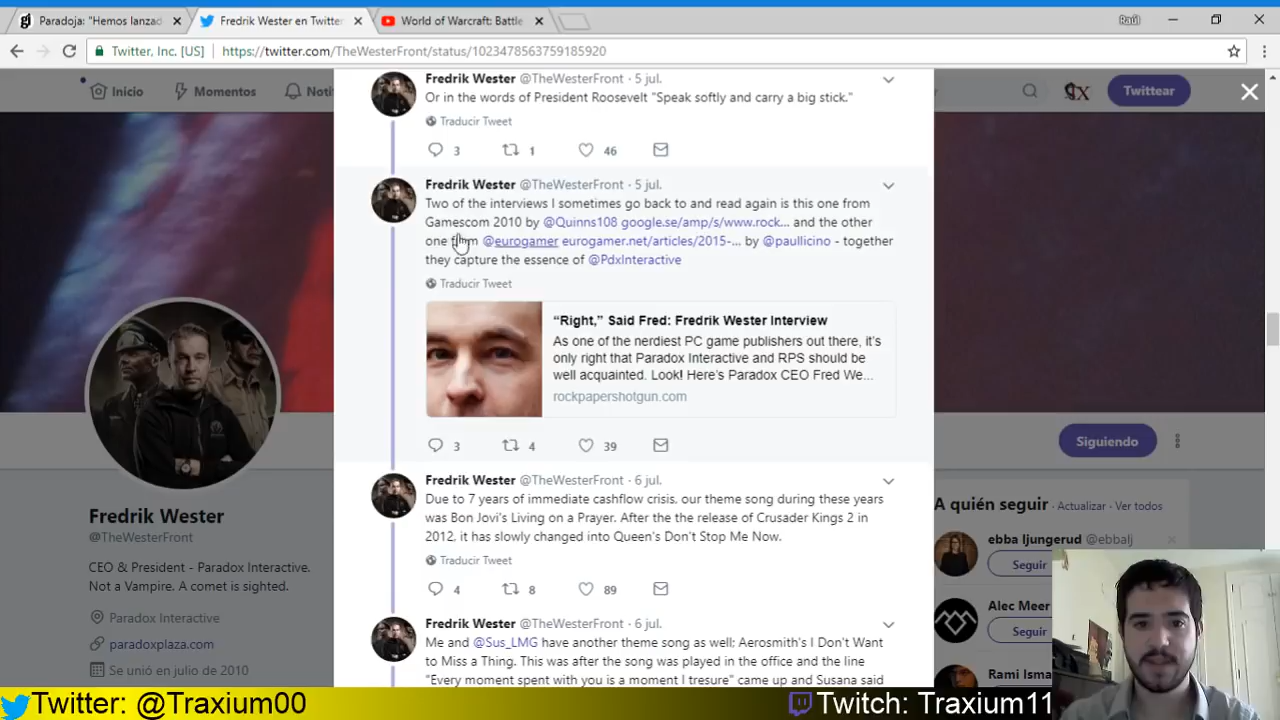 Paradoja: "Hemos lanzad
Fredrik Wester en Twitter
World of Warcraft: Battle
Raúl
Twitter, Inc. [US]
https://twitter.com/TheWesterFront/status/1023478563759185920
Inicio
Momentos
Noti
Twittear
Fredrik Wester @TheWesterFront · 5 jul.
Or in the words of President Roosevelt "Speak softly and carry a big stick."
Traducir Tweet
3 1 46
Fredrik Wester @TheWesterFront · 5 jul.
Two of the interviews I sometimes go back to and read again is this one from
Gamescom 2010 by @Quinns108 google.se/amp/s/www.rock… and the other
one from @eurogamer eurogamer.net/articles/2015-… by @paullicino - together
they capture the essence of @PdxInteractive
Traducir Tweet
“Right,” Said Fred: Fredrik Wester Interview
As one of the nerdiest PC game publishers out there, it’s
only right that Paradox Interactive and RPS should be
well acquainted. Look! Here’s Paradox CEO Fred We...
rockpapershotgun.com
3 4 39
Fredrik Wester @TheWesterFront · 6 jul.
Due to 7 years of immediate cashflow crisis, our theme song during these years
was Bon Jovi's Living on a Prayer. After the the release of Crusader Kings 2 in
2012, it has slowly changed into Queen's Don't Stop Me Now.
Traducir Tweet
4 8 89
Fredrik Wester @TheWesterFront · 6 jul.
Me and @Sus_LMG have another theme song as well; Aerosmith's I Don't Want
to Miss a Thing. This was after the song was played in the office and the line
"Every moment spent with you is a moment I tresure" came up and Susana said
Fredrik Wester
@TheWesterFront
CEO & President - Paradox Interactive.
Not a Vampire. A comet is sighted.
Paradox Interactive
paradoxplaza.com
Se unió en julio de 2010
Siguiendo
A quién seguir · Actualizar · Ver todos
ebba ljungerud @ebbalj
Seguir
Alec Meer
Seguir
Rami Isma
Twitter: @Traxium00
Twitch: Traxium11